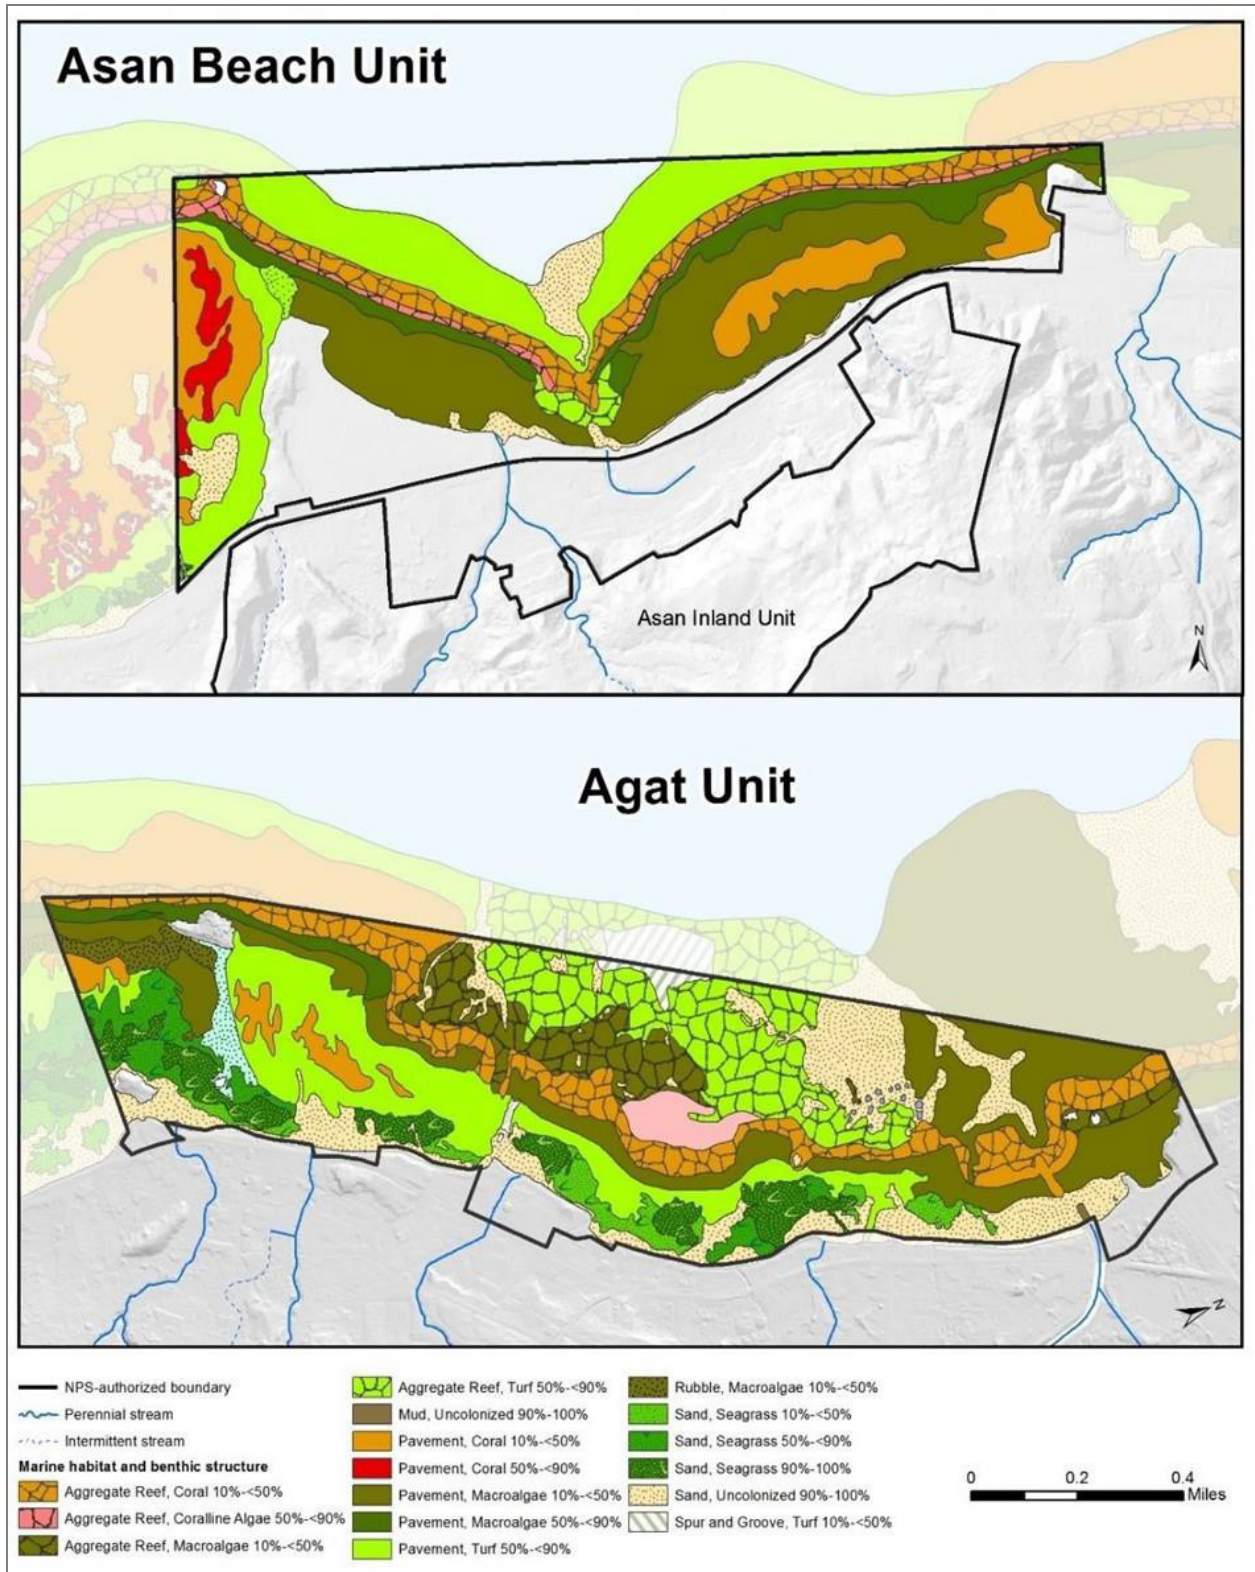 Asan Beach Unit
Asan Inland Unit
N
Agat Unit
N
NPS-authorized boundary
Perennial stream
Intermittent stream
Marine habitat and benthic structure
Aggregate Reef, Coral 10%-<50%
Aggregate Reef, Coralline Algae 50%-<90%
Aggregate Reef, Macroalgae 10%-<50%
Aggregate Reef, Turf 50%-<90%
Mud, Uncolonized 90%-100%
Pavement, Coral 10%-<50%
Pavement, Coral 50%-<90%
Pavement, Macroalgae 10%-<50%
Pavement, Macroalgae 50%-<90%
Pavement, Turf 50%-<90%
Rubble, Macroalgae 10%-<50%
Sand, Seagrass 10%-<50%
Sand, Seagrass 50%-<90%
Sand, Seagrass 90%-100%
Sand, Uncolonized 90%-100%
Spur and Groove, Turf 10%-<50%
0 0.2 0.4
Miles